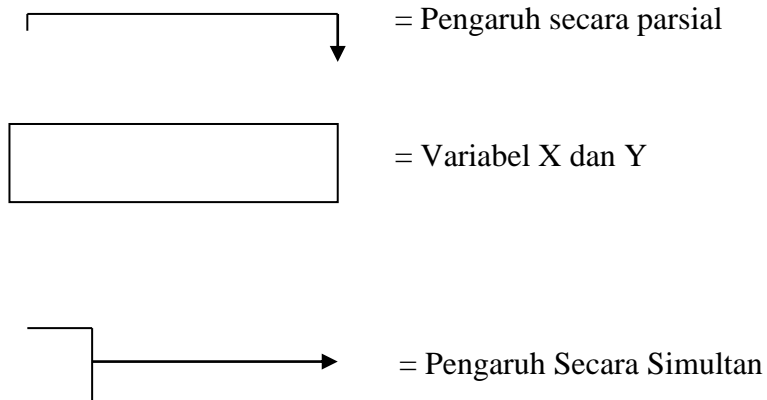 = Pengaruh secara parsial
= Variabel X dan Y
= Pengaruh Secara Simultan